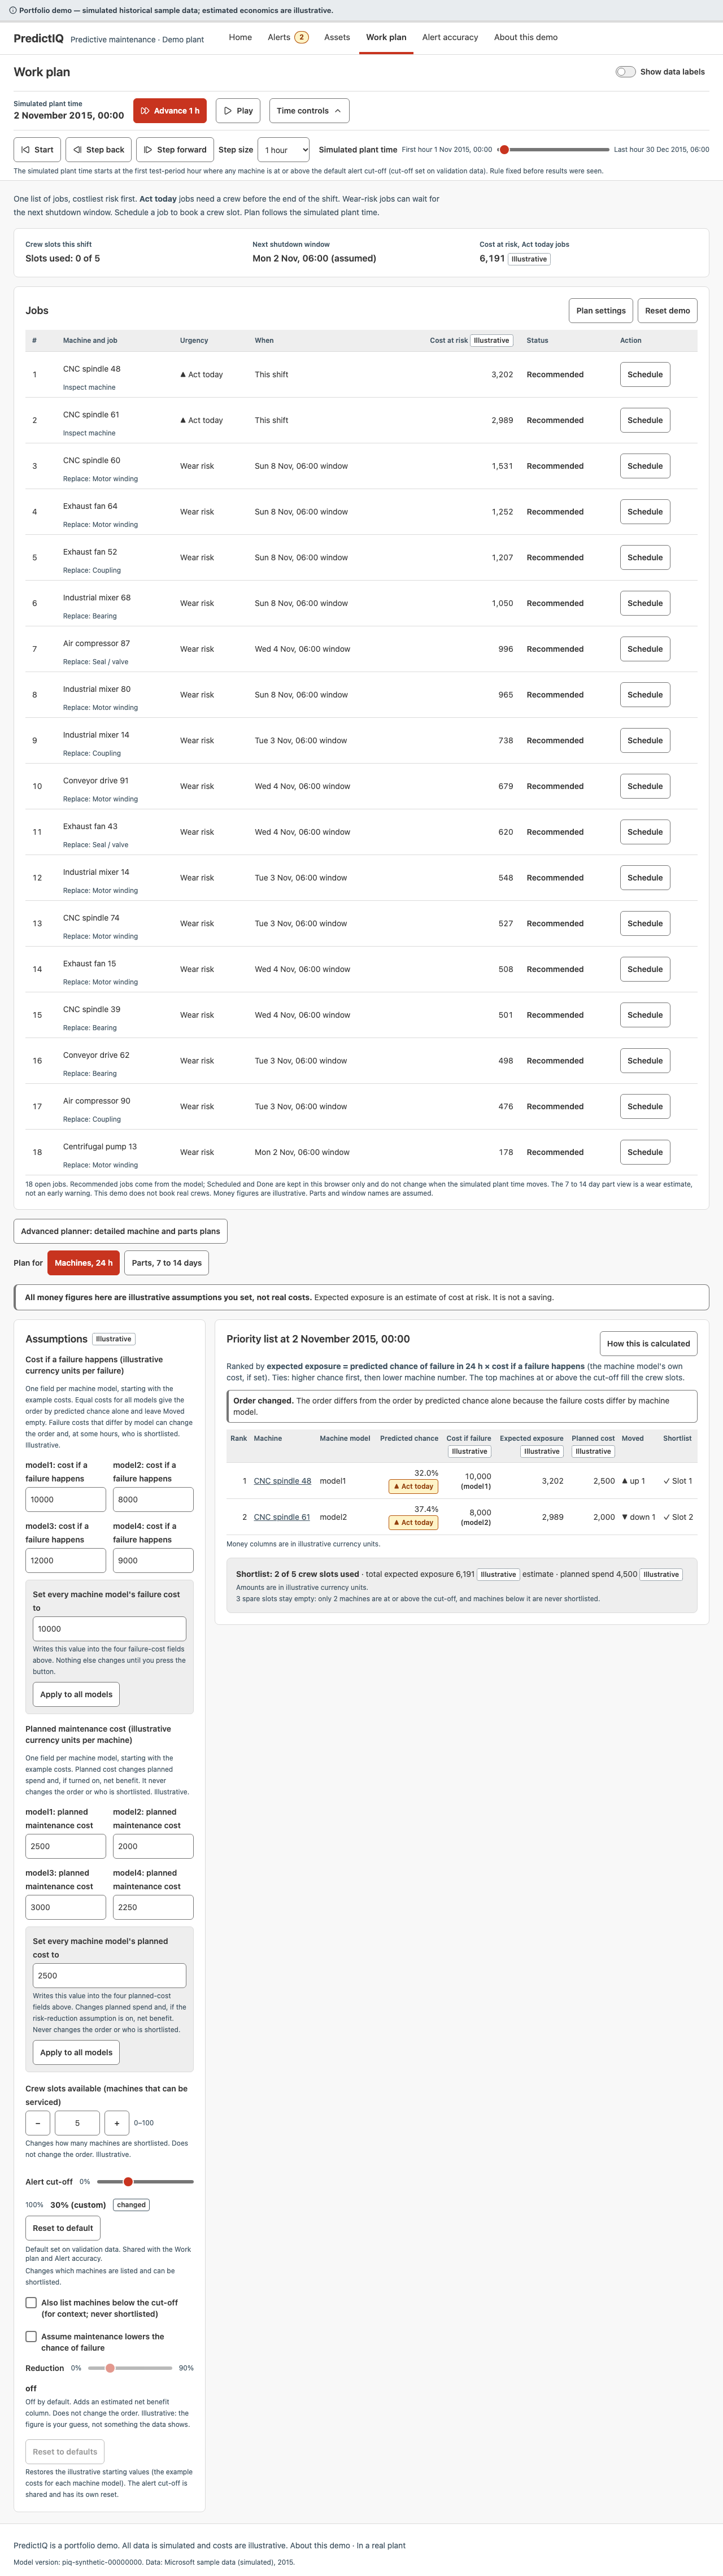 Portfolio demo — simulated historical sample data; estimated economics are illustrative.
PredictIQ Predictive maintenance · Demo plant Home Alerts 2 Assets Work plan Alert accuracy About this demo
Work plan Show data labels
Simulated plant time
2 November 2015, 00:00 Advance 1 h Play Time controls
Start Step back Step forward Step size 1 hour Simulated plant time First hour 1 Nov 2015, 00:00 Last hour 30 Dec 2015, 06:00
The simulated plant time starts at the first test-period hour where any machine is at or above the default alert cut-off (cut-off set on validation data). Rule fixed before results were seen.
One list of jobs, costliest risk first. Act today jobs need a crew before the end of the shift. Wear-risk jobs can wait for
the next shutdown window. Schedule a job to book a crew slot. Plan follows the simulated plant time.
Crew slots this shift Next shutdown window Cost at risk, Act today jobs
Slots used: 0 of 5 Mon 2 Nov, 06:00 (assumed) 6,191 Illustrative
Jobs Plan settings Reset demo
# Machine and job Urgency When Cost at risk Illustrative Status Action
1 CNC spindle 48 ▲ Act today This shift 3,202 Recommended Schedule
Inspect machine
2 CNC spindle 61 ▲ Act today This shift 2,989 Recommended Schedule
Inspect machine
3 CNC spindle 60 Wear risk Sun 8 Nov, 06:00 window 1,531 Recommended Schedule
Replace: Motor winding
4 Exhaust fan 64 Wear risk Sun 8 Nov, 06:00 window 1,252 Recommended Schedule
Replace: Motor winding
5 Exhaust fan 52 Wear risk Sun 8 Nov, 06:00 window 1,207 Recommended Schedule
Replace: Coupling
6 Industrial mixer 68 Wear risk Sun 8 Nov, 06:00 window 1,050 Recommended Schedule
Replace: Bearing
7 Air compressor 87 Wear risk Wed 4 Nov, 06:00 window 996 Recommended Schedule
Replace: Seal / valve
8 Industrial mixer 80 Wear risk Sun 8 Nov, 06:00 window 965 Recommended Schedule
Replace: Motor winding
9 Industrial mixer 14 Wear risk Tue 3 Nov, 06:00 window 738 Recommended Schedule
Replace: Coupling
10 Conveyor drive 91 Wear risk Wed 4 Nov, 06:00 window 679 Recommended Schedule
Replace: Motor winding
11 Exhaust fan 43 Wear risk Wed 4 Nov, 06:00 window 620 Recommended Schedule
Replace: Seal / valve
12 Industrial mixer 14 Wear risk Tue 3 Nov, 06:00 window 548 Recommended Schedule
Replace: Motor winding
13 CNC spindle 74 Wear risk Tue 3 Nov, 06:00 window 527 Recommended Schedule
Replace: Motor winding
14 Exhaust fan 15 Wear risk Wed 4 Nov, 06:00 window 508 Recommended Schedule
Replace: Motor winding
15 CNC spindle 39 Wear risk Wed 4 Nov, 06:00 window 501 Recommended Schedule
Replace: Bearing
16 Conveyor drive 62 Wear risk Tue 3 Nov, 06:00 window 498 Recommended Schedule
Replace: Bearing
17 Air compressor 90 Wear risk Tue 3 Nov, 06:00 window 476 Recommended Schedule
Replace: Coupling
18 Centrifugal pump 13 Wear risk Mon 2 Nov, 06:00 window 178 Recommended Schedule
Replace: Motor winding
18 open jobs. Recommended jobs come from the model; Scheduled and Done are kept in this browser only and do not change when the simulated plant time moves. The 7 to 14 day part view is a wear estimate,
not an early warning. This demo does not book real crews. Money figures are illustrative. Parts and window names are assumed.
Advanced planner: detailed machine and parts plans
Plan for Machines, 24 h Parts, 7 to 14 days
All money figures here are illustrative assumptions you set, not real costs. Expected exposure is an estimate of cost at risk. It is not a saving.
Assumptions Illustrative
Cost if a failure happens (illustrative
currency units per failure)
One field per machine model, starting with the
example costs. Equal costs for all models give the
order by predicted chance alone and leave Moved
empty. Failure costs that differ by model can change
the order and, at some hours, who is shortlisted.
Illustrative.
model1: cost if a failure happens model2: cost if a failure happens
10000 8000
model3: cost if a failure happens model4: cost if a failure happens
12000 9000
Set every machine model's failure cost
to
10000
Writes this value into the four failure-cost fields
above. Nothing else changes until you press the
button.
Apply to all models
Planned maintenance cost (illustrative
currency units per machine)
One field per machine model, starting with the
example costs. Planned cost changes planned
spend and, if turned on, net benefit. It never
changes the order or who is shortlisted. Illustrative.
model1: planned maintenance cost model2: planned maintenance cost
2500 2000
model3: planned maintenance cost model4: planned maintenance cost
3000 2250
Set every machine model's planned
cost to
2500
Writes this value into the four planned-cost
fields above. Changes planned spend and, if the
risk-reduction assumption is on, net benefit.
Never changes the order or who is shortlisted.
Apply to all models
Crew slots available (machines that can be
serviced)
− 5 + 0–100
Changes how many machines are shortlisted. Does
not change the order. Illustrative.
Alert cut-off 0%
100% 30% (custom) changed
Reset to default
Default set on validation data. Shared with the Work
plan and Alert accuracy.
Changes which machines are listed and can be
shortlisted.
Also list machines below the cut-off
(for context; never shortlisted)
Assume maintenance lowers the
chance of failure
Reduction 0% 90%
off
Off by default. Adds an estimated net benefit
column. Does not change the order. Illustrative: the
figure is your guess, not something the data shows.
Reset to defaults
Restores the illustrative starting values (the example
costs for each machine model). The alert cut-off is
shared and has its own reset.
Priority list at 2 November 2015, 00:00 How this is calculated
Ranked by expected exposure = predicted chance of failure in 24 h × cost if a failure happens (the machine model's own
cost, if set). Ties: higher chance first, then lower machine number. The top machines at or above the cut-off fill the crew slots.
Order changed. The order differs from the order by predicted chance alone because the failure costs differ by machine
model.
Rank Machine Machine model Predicted chance Cost if failure Expected exposure Planned cost Moved Shortlist
Illustrative Illustrative Illustrative
1 CNC spindle 48 model1 32.0% ▲ Act today 10,000 (model1) 3,202 2,500 ▲ up 1 ✓ Slot 1
2 CNC spindle 61 model2 37.4% ▲ Act today 8,000 (model2) 2,989 2,000 ▼ down 1 ✓ Slot 2
Money columns are in illustrative currency units.
Shortlist: 2 of 5 crew slots used · total expected exposure 6,191 Illustrative estimate · planned spend 4,500 Illustrative
Amounts are in illustrative currency units.
3 spare slots stay empty: only 2 machines are at or above the cut-off, and machines below it are never shortlisted.
PredictIQ is a portfolio demo. All data is simulated and costs are illustrative. About this demo · In a real plant
Model version: piq-synthetic-00000000. Data: Microsoft sample data (simulated), 2015.